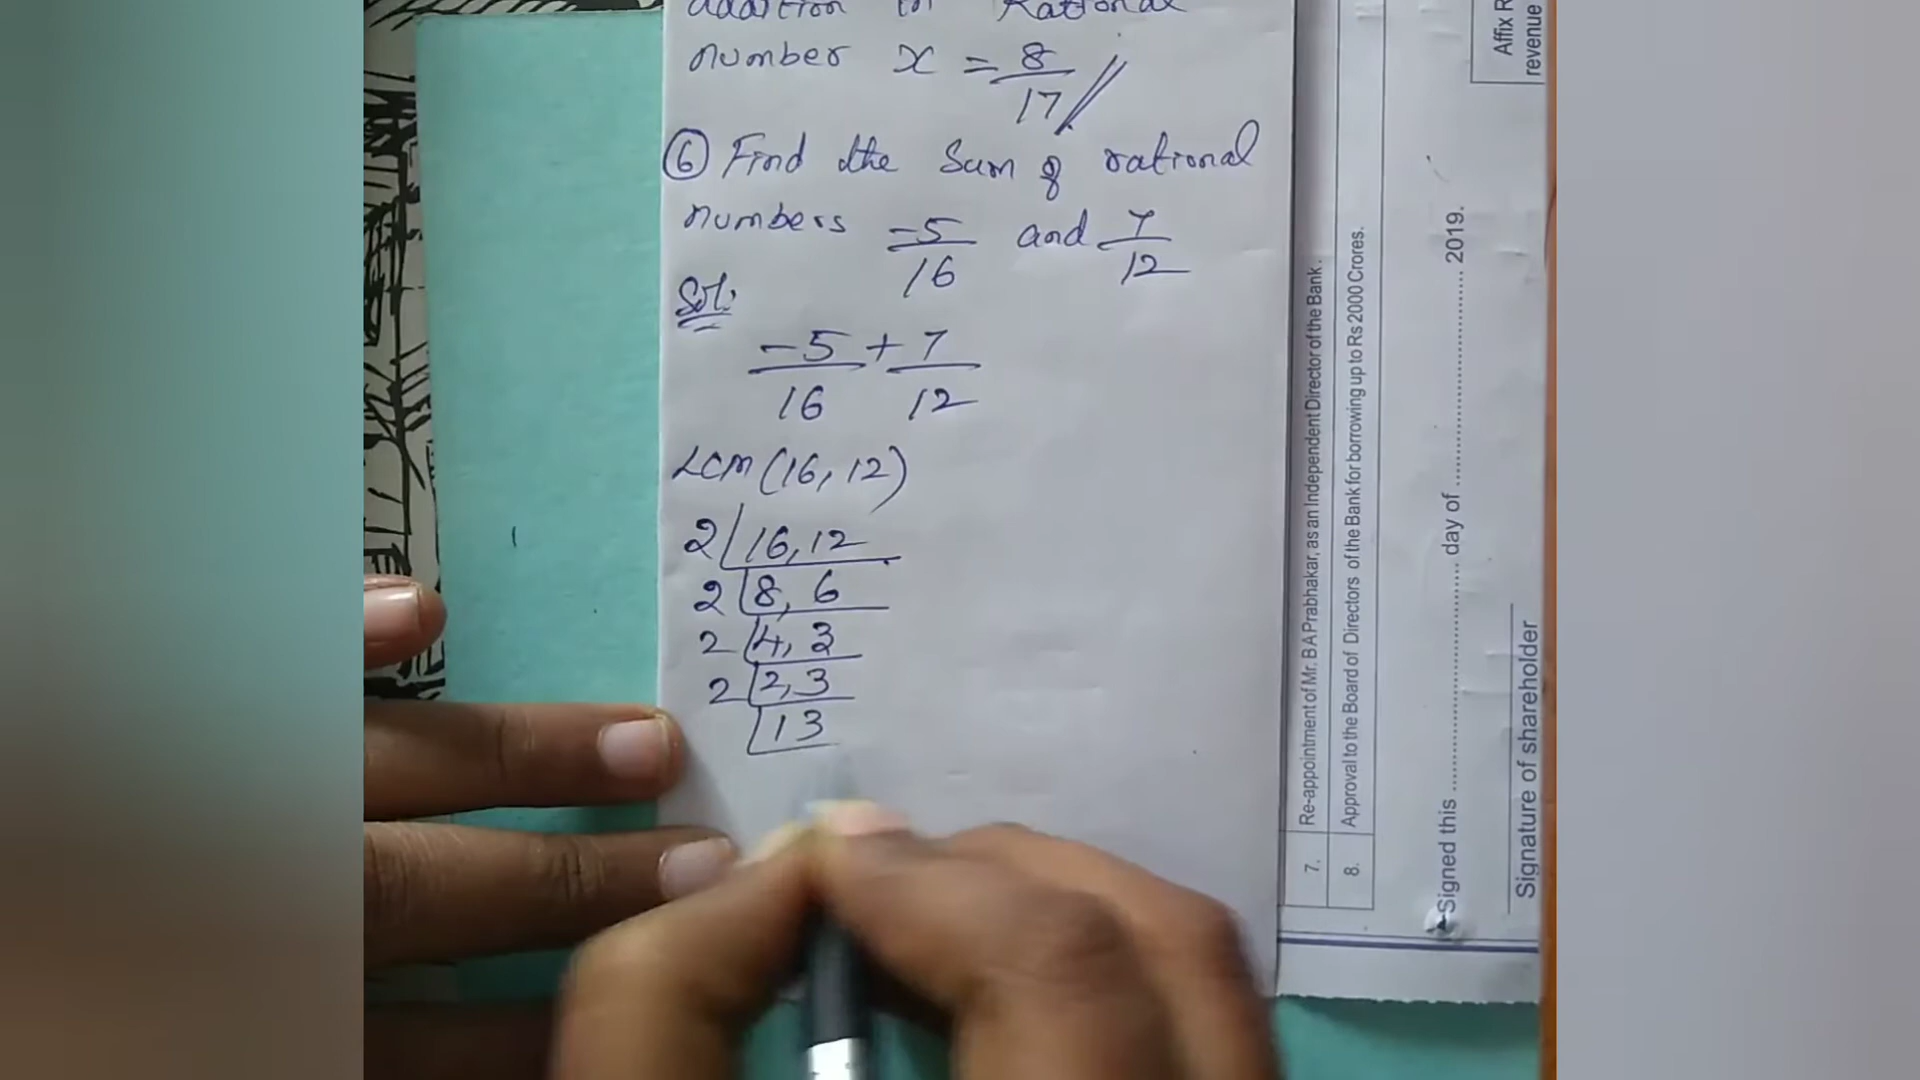 addition in Rational
number x = 8/17 //
⑥ Find the Sum of rational
numbers -5/16 and 7/12
Sol:
-5/16 + 7/12
LCM (16, 12)
2 | 16, 12
2 | 8, 6
2 | 4, 3
2 | 2, 3
| 1 3
7. Re-appointment of Mr. B A Prabhakar, as an Independent Director of the Bank.
8. Approval to the Board of Directors of the Bank for borrowing up to Rs 2000 Crores.
Signed this ........................ day of ........................ 2019.
Signature of shareholder
Affix R
revenue